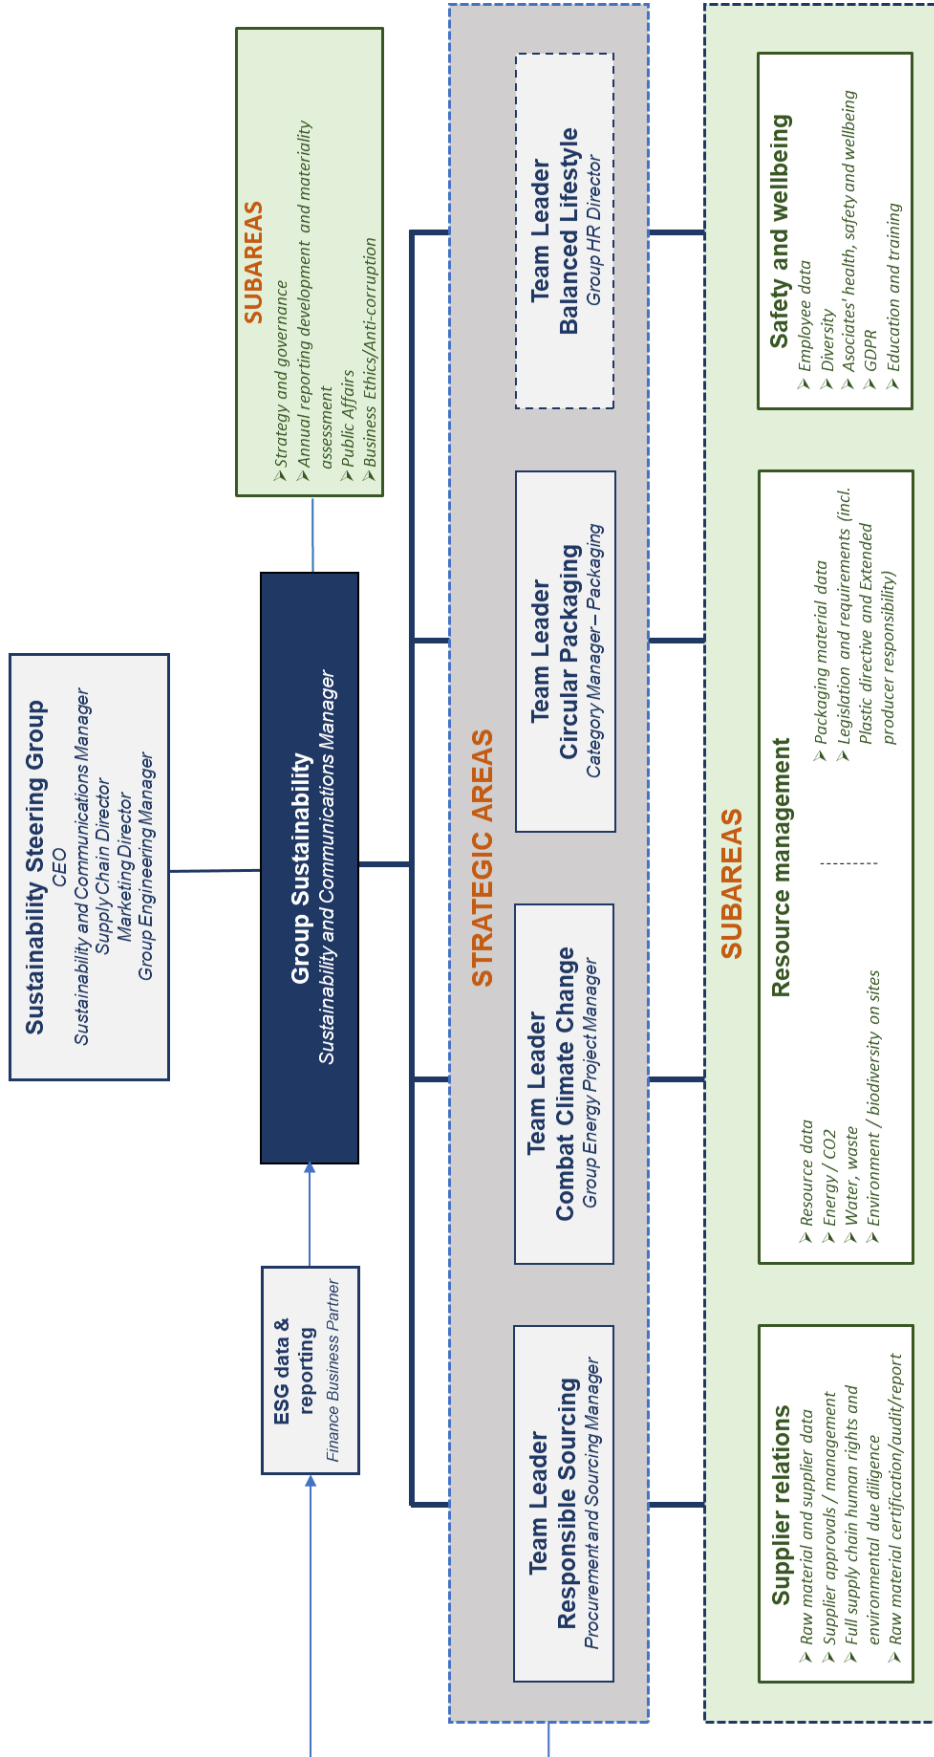 Sustainability Steering Group
CEO
Sustainability and Communications Manager
Supply Chain Director
Marketing Director
Group Engineering Manager
ESG data &
reporting
Finance Business Partner
Group Sustainability
Sustainability and Communications Manager
SUBAREAS
Strategy and governance
Annual reporting development and materiality
assessment
Public Affairs
Business Ethics/Anti-corruption
STRATEGIC AREAS
Team Leader
Responsible Sourcing
Procurement and Sourcing Manager
Team Leader
Combat Climate Change
Group Energy Project Manager
Team Leader
Circular Packaging
Category Manager – Packaging
Team Leader
Balanced Lifestyle
Group HR Director
SUBAREAS
Supplier relations
Raw material and supplier data
Supplier approvals / management
Full supply chain human rights and
environmental due diligence
Raw material certification/audit/report
Resource management
Resource data
Energy / CO2
Water, waste
Environment / biodiversity on sites
Packaging material data
Legislation and requirements (incl.
Plastic directive and Extended
producer responsibility)
Safety and wellbeing
Employee data
Diversity
Asociates' health, safety and wellbeing
GDPR
Education and training